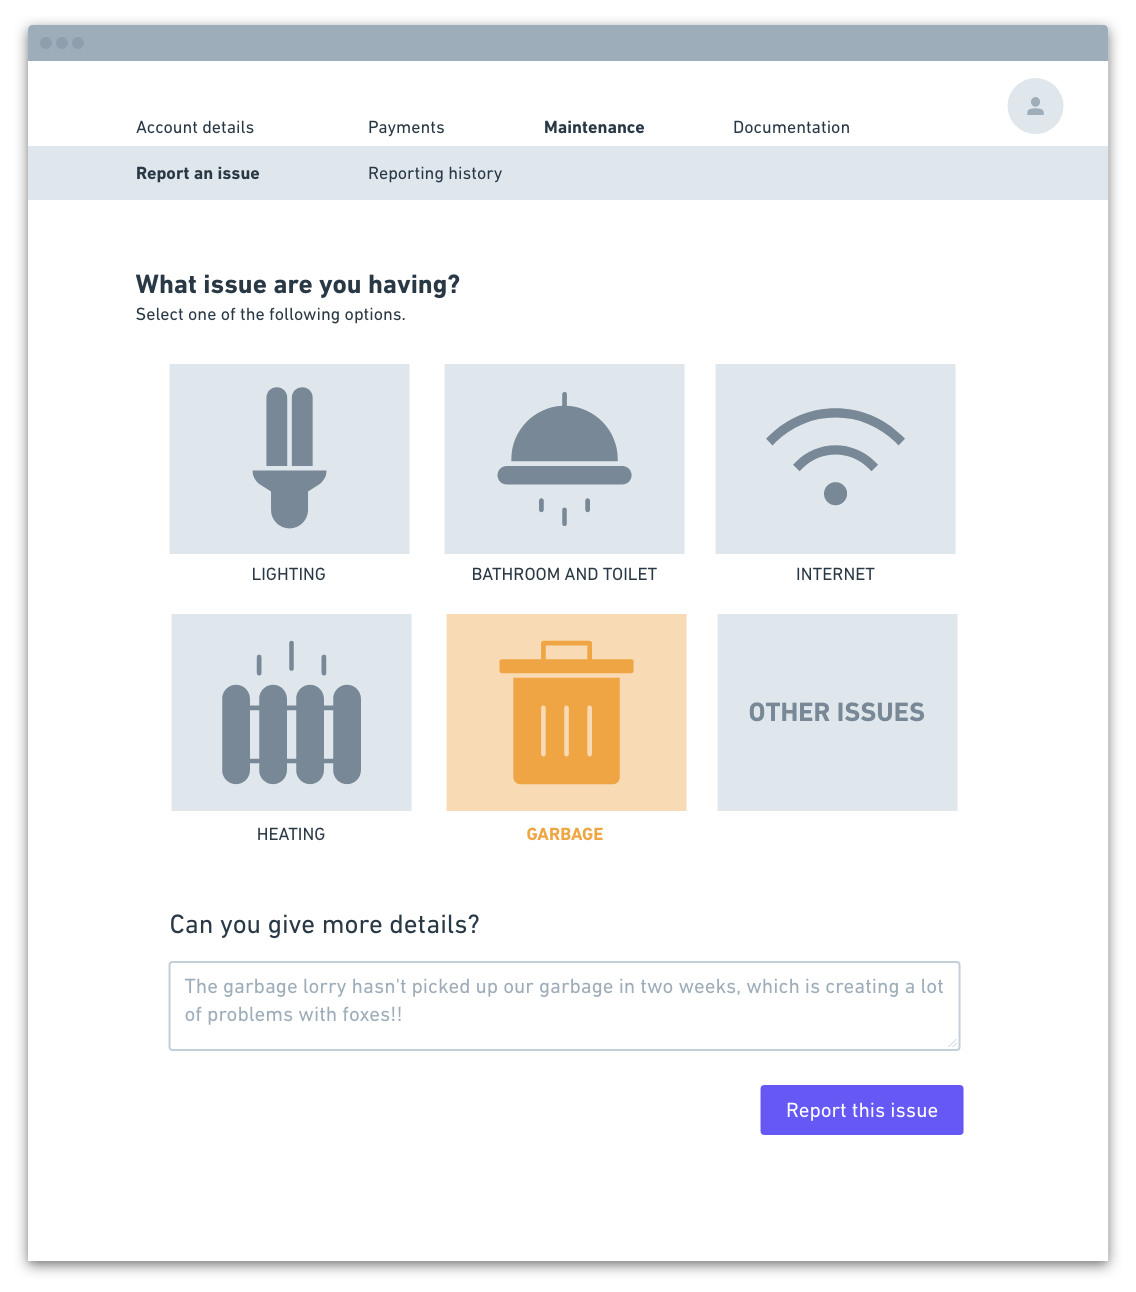 Account details
Payments
Maintenance
Documentation
Report an issue
Reporting history
What issue are you having?
Select one of the following options.
LIGHTING
BATHROOM AND TOILET
INTERNET
OTHER ISSUES
HEATING
GARBAGE
Can you give more details?
The garbage lorry hasn't picked up our garbage in two weeks, which is creating a lot
of problems with foxes!!
Report this issue